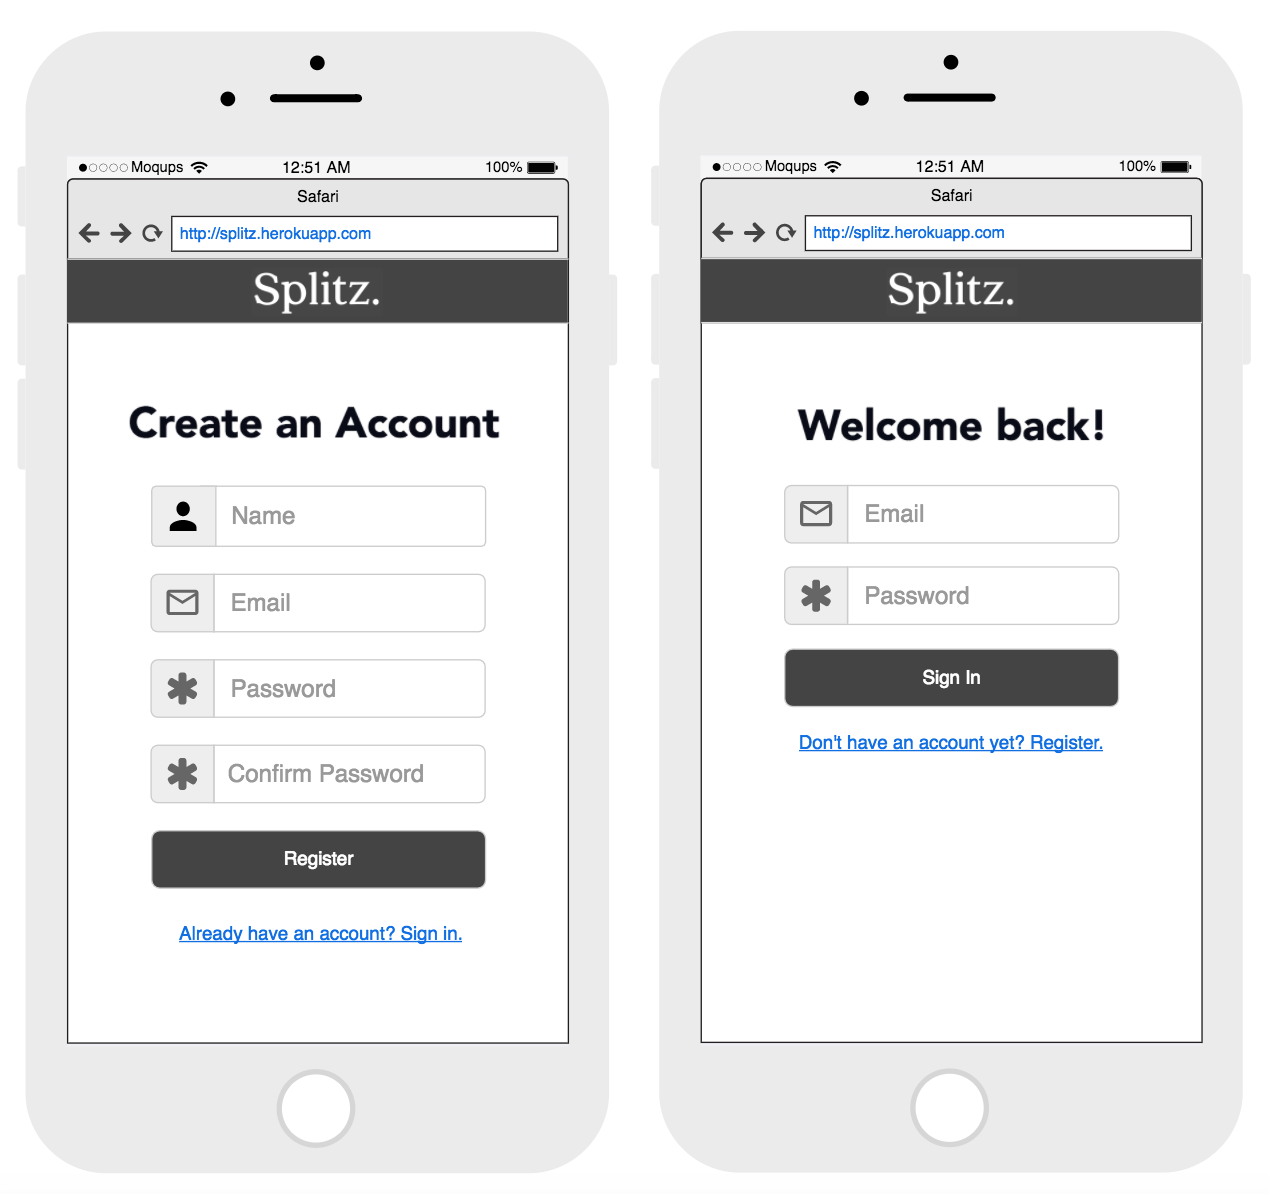 Moqups 12:51 AM 100%
Safari
http://splitz.herokuapp.com
Splitz.
Create an Account
Name
Email
Password
Confirm Password
Register
Already have an account? Sign in.
Moqups 12:51 AM 100%
Safari
http://splitz.herokuapp.com
Splitz.
Welcome back!
Email
Password
Sign In
Don't have an account yet? Register.